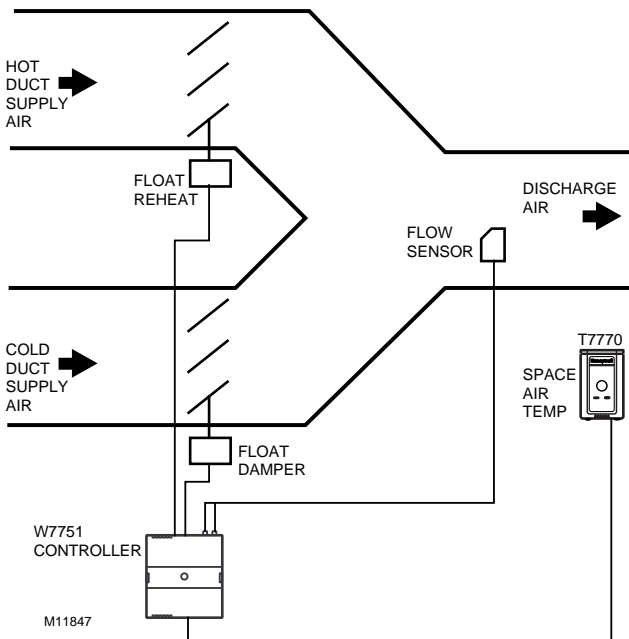 HOT
DUCT
SUPPLY
AIR
FLOAT
REHEAT
DISCHARGE
AIR
FLOW
SENSOR
COLD
DUCT
SUPPLY
AIR
T7770
Honeywell
SPACE
AIR
TEMP
FLOAT
DAMPER
W7751
CONTROLLER
M11847